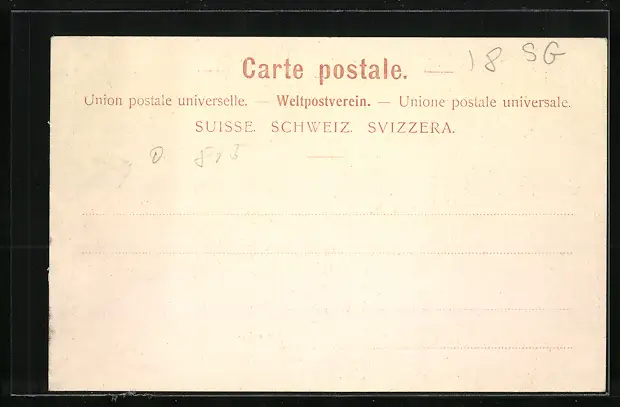 Carte postale. — 18 SG
Union postale universelle. — Weltpostverein. — Unione postale universale.
SUISSE. SCHWEIZ. SVIZZERA.